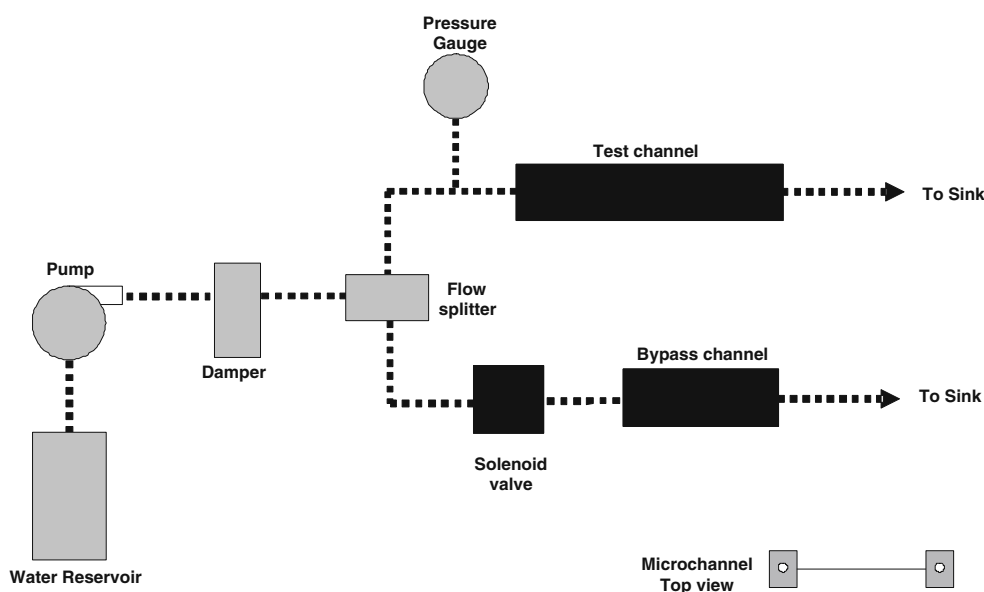 Pressure
Gauge
Test channel
To Sink
Pump
Flow
splitter
Damper
Bypass channel
To Sink
Solenoid
valve
Water Reservoir
Microchannel
Top view